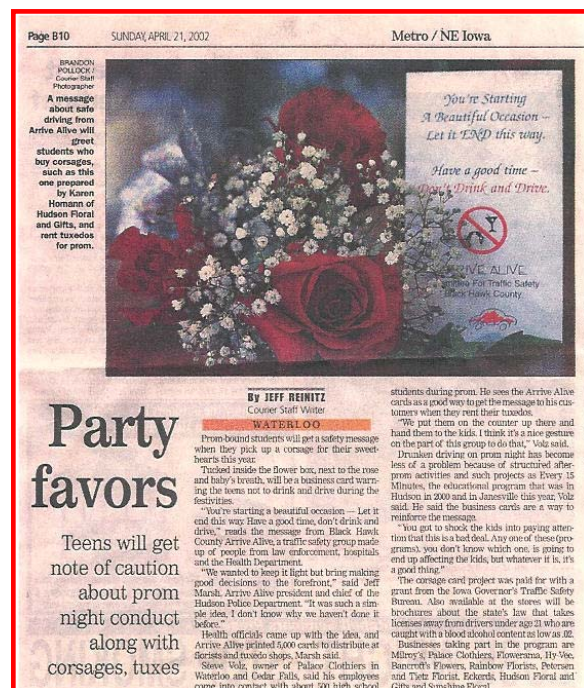 Page B10
SUNDAY, APRIL 21, 2002
Metro / NE Iowa
BRANDON
POLLOCK /
Courier Staff
Photographer
A message
about safe
driving from
Arrive Alive will
greet
students who
buy corsages,
such as this
one prepared
by Karen
Homann of
Hudson Floral
and Gifts, and
rent tuxedos
for prom.
You're Starting
A Beautiful Occasion –
Let it END this way.
Have a good time –
Don't Drink and Drive.
ALIVE
For Traffic Safety
Black Hawk County
Party
favors
Teens will get
note of caution
about prom
night conduct
along with
corsages, tuxes
By JEFF REINITZ
Courier Staff Writer
WATERLOO
Prom-bound students will get a safety message
when they pick up a corsage for their sweet-
hearts this year.
Tucked inside the flower box, next to the rose
and baby's breath, will be a business card warn-
ing the teens not to drink and drive during the
festivities.
"You're starting a beautiful occasion — Let it
end this way. Have a good time, don't drink and
drive," reads the message from Black Hawk
County Arrive Alive, a traffic safety group made
up of people from law enforcement, hospitals
and the Health Department.
"We wanted to keep it light but bring making
good decisions to the forefront," said Jeff
Marsh, Arrive Alive president and chief of the
Hudson Police Department. "It was such a sim-
ple idea, I don't know why we haven't done it
before."
Health officials came up with the idea, and
Arrive Alive printed 5,000 cards to distribute at
florists and tuxedo shops, Marsh said.
Steve Volz, owner of Palace Clothiers in
Waterloo and Cedar Falls, said his employees
come into contact with about 500 high school
students during prom. He sees the Arrive Alive
cards as a good way to get the message to his cus-
tomers when they rent their tuxedos.
"We put them on the counter up there and
hand them to the kids. I think it's a nice gesture
on the part of this group to do that," Volz said.
Drunken driving on prom night has become
less of a problem because of structured after-
prom activities and such projects as Every 15
Minutes, the educational program that was in
Hudson in 2000 and in Janesville this year, Volz
said. He said the business cards are a way to
reinforce the message.
"You got to shock the kids into paying atten-
tion that this is a bad deal. Any one of these (pro-
grams), you don't know which one, is going to
end up affecting the kids, but whatever it is, it's
a good thing."
The corsage card project was paid for with a
grant from the Iowa Governor's Traffic Safety
Bureau. Also available at the stores will be
brochures about the state's law that takes
licenses away from drivers under age 21 who are
caught with a blood alcohol content as low as .02.
Businesses taking part in the program are
Milroy's, Palace Clothiers, Flowerama, Hy-Vee,
Bancroft's Flowers, Rainbow Florists, Petersen
and Tietz Florist, Eckerds, Hudson Floral and
Gifts and Sunshine Floral.